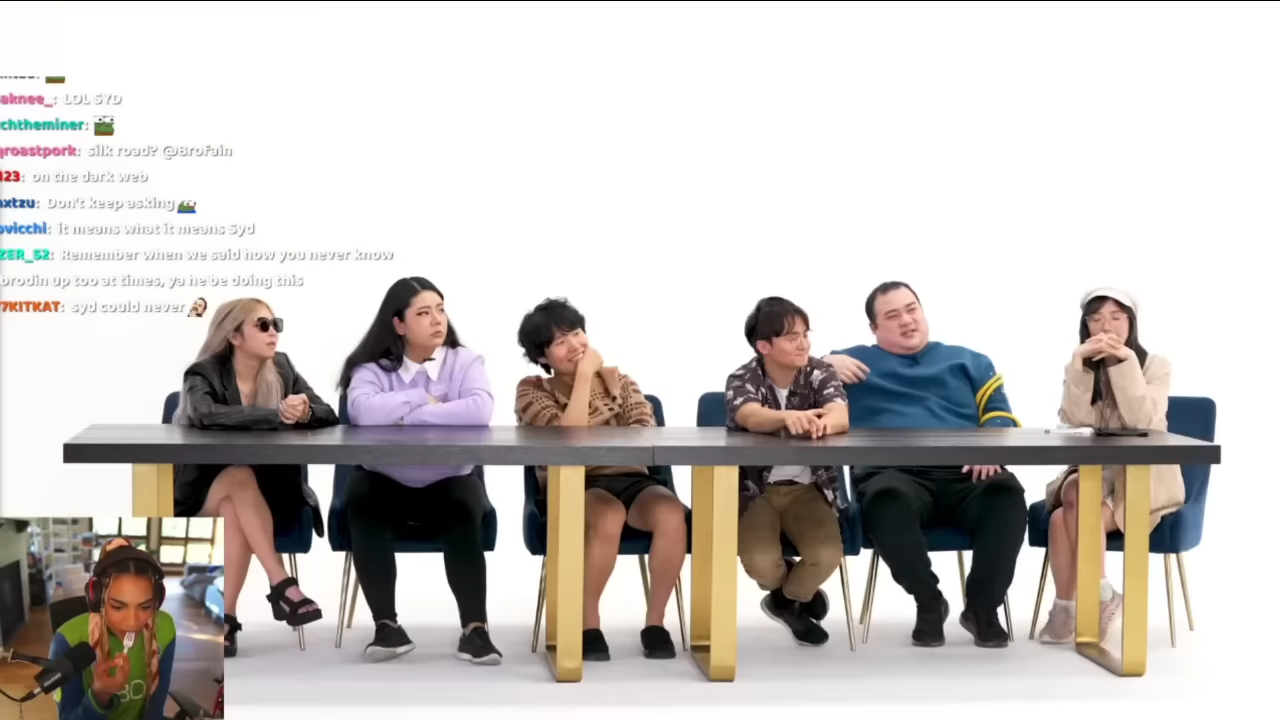 aknee_: LOL SYD
chtheminer:
roastpork: silk road? @BroFain
23: on the dark web
xtzu: Don't keep asking
ovicchi: it means what it means Syd
ZER_52: Remember when we said how you never know
brodin up too at times, ya he be doing this
7KITKAT: syd could never